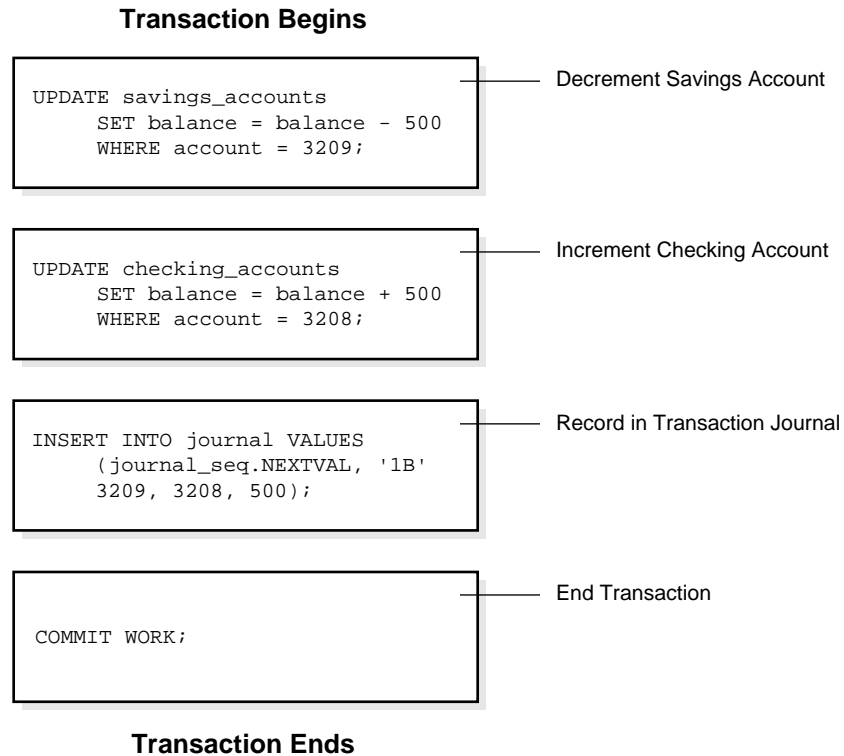 Transaction Begins
UPDATE savings_accounts
SET balance = balance - 500
WHERE account = 3209;
Decrement Savings Account
UPDATE checking_accounts
SET balance = balance + 500
WHERE account = 3208;
Increment Checking Account
INSERT INTO journal VALUES
(journal_seq.NEXTVAL, '1B'
3209, 3208, 500);
Record in Transaction Journal
COMMIT WORK;
End Transaction
Transaction Ends